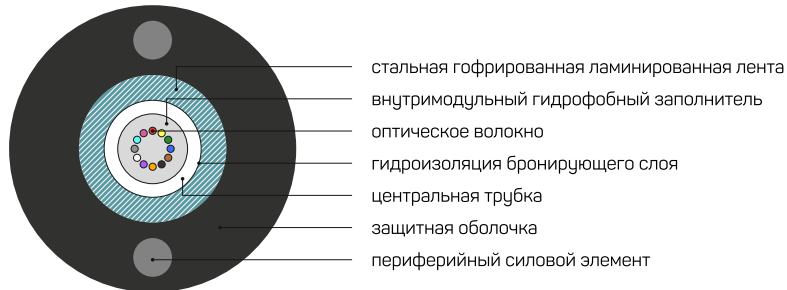 стальная гофрированная ламинированная лента
внутримодульный гидрофобный заполнитель
оптическое волокно
гидроизоляция бронирующего слоя
центральная трубка
защитная оболочка
периферийный силовой элемент